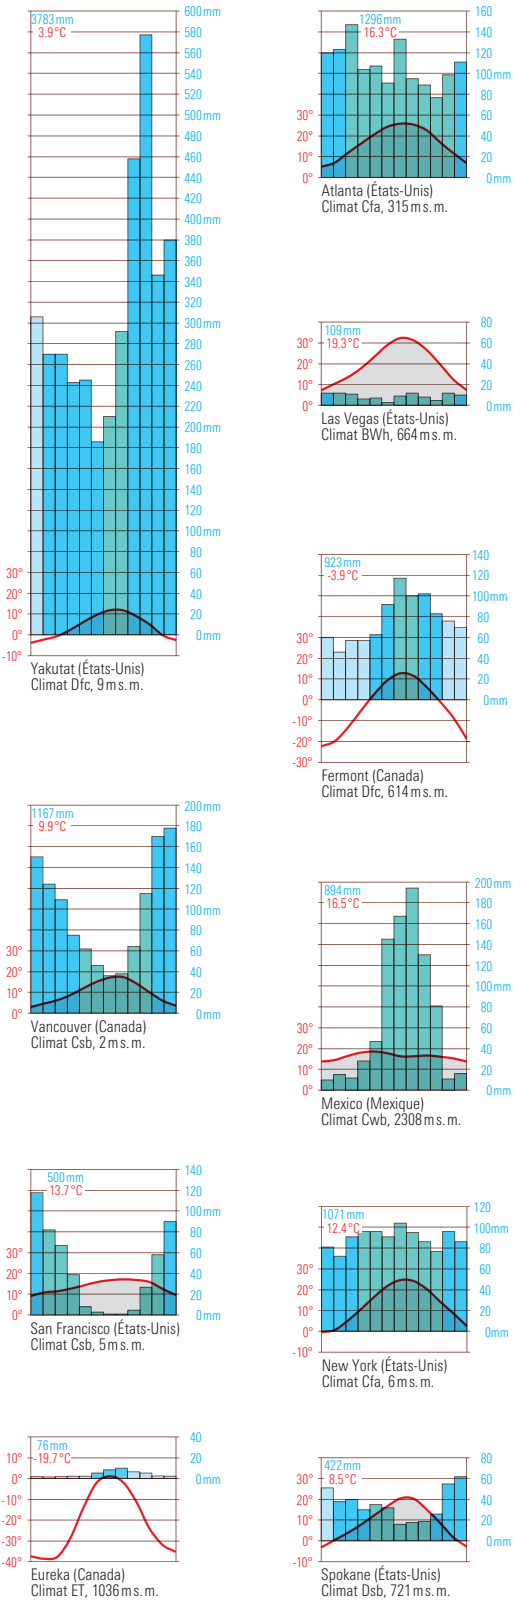 3783 mm
3.9 °C
600 mm
580
560
540
520
500 mm
480
460
440
420
400 mm
380
360
340
320
300 mm
280
260
240
220
200 mm
180
160
140
120
100 mm
80
60
40
20
0 mm
30°
20°
10°
0°
-10°
Yakutat (États-Unis)
Climat Dfc, 9 m s. m.
1167 mm
9.9 °C
200 mm
180
160
140
120
100 mm
80
60
40
20
0 mm
30°
20°
10°
0°
Vancouver (Canada)
Climat Csb, 2 m s. m.
500 mm
13.7 °C
140
120
100 mm
80
60
40
20
0 mm
30°
20°
10°
0°
San Francisco (États-Unis)
Climat Csb, 5 m s. m.
76 mm
-19.7 °C
40
20
0 mm
10°
0°
-10°
-20°
-30°
-40°
Eureka (Canada)
Climat ET, 1036 m s. m.
1296 mm
16.3 °C
160
140
120
100 mm
80
60
40
20
0 mm
30°
20°
10°
0°
Atlanta (États-Unis)
Climat Cfa, 315 m s. m.
109 mm
19.3 °C
80
60
40
20
0 mm
30°
20°
10°
0°
Las Vegas (États-Unis)
Climat BWh, 664 m s. m.
923 mm
-3.9 °C
140
120
100 mm
80
60
40
20
0 mm
30°
20°
10°
0°
-10°
-20°
-30°
Fermont (Canada)
Climat Dfc, 614 m s. m.
894 mm
16.5 °C
200 mm
180
160
140
120
100 mm
80
60
40
20
0 mm
30°
20°
10°
0°
Mexico (Mexique)
Climat Cwb, 2308 m s. m.
1071 mm
12.4 °C
120
100 mm
80
60
40
20
0 mm
30°
20°
10°
0°
-10°
New York (États-Unis)
Climat Cfa, 6 m s. m.
422 mm
8.5 °C
80
60
40
20
0 mm
30°
20°
10°
0°
-10°
Spokane (États-Unis)
Climat Dsb, 721 m s. m.